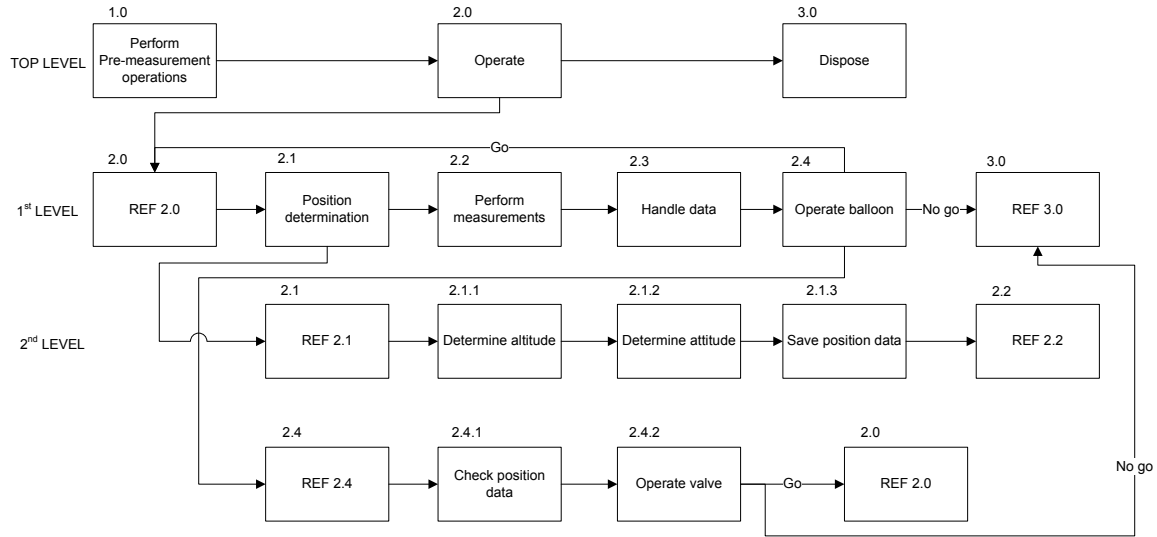 1.0
2.0
3.0
TOP LEVEL
Perform
Pre-measurement
operations
Operate
Dispose
Go
2.0
2.1
2.2
2.3
2.4
3.0
1st LEVEL
REF 2.0
Position
determination
Perform
measurements
Handle data
Operate balloon
No go
REF 3.0
2.1
2.1.1
2.1.2
2.1.3
2.2
2nd LEVEL
REF 2.1
Determine altitude
Determine attitude
Save position data
REF 2.2
2.4
2.4.1
2.4.2
2.0
REF 2.4
Check position
data
Operate valve
Go
REF 2.0
No go